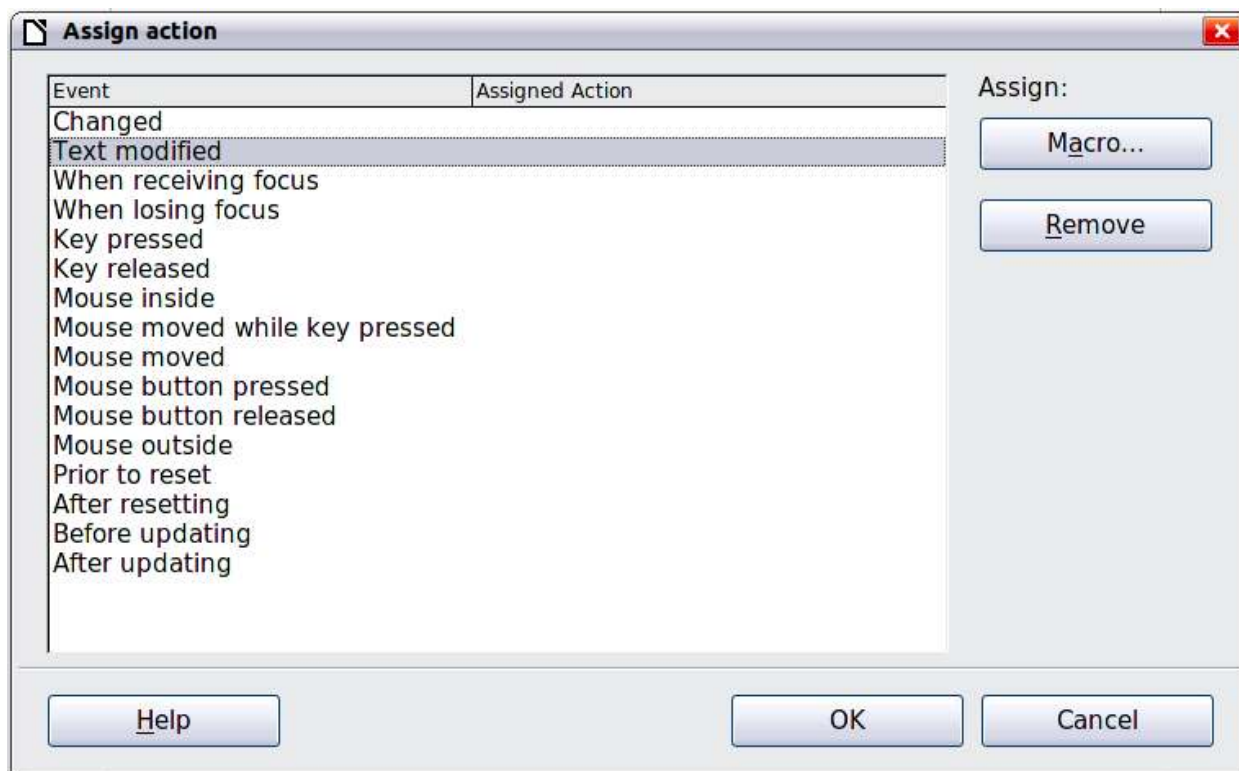 Assign action
Event Assigned Action
Assign:
Changed
Text modified
When receiving focus
When losing focus
Key pressed
Key released
Mouse inside
Mouse moved while key pressed
Mouse moved
Mouse button pressed
Mouse button released
Mouse outside
Prior to reset
After resetting
Before updating
After updating
Macro...
Remove
Help
OK
Cancel